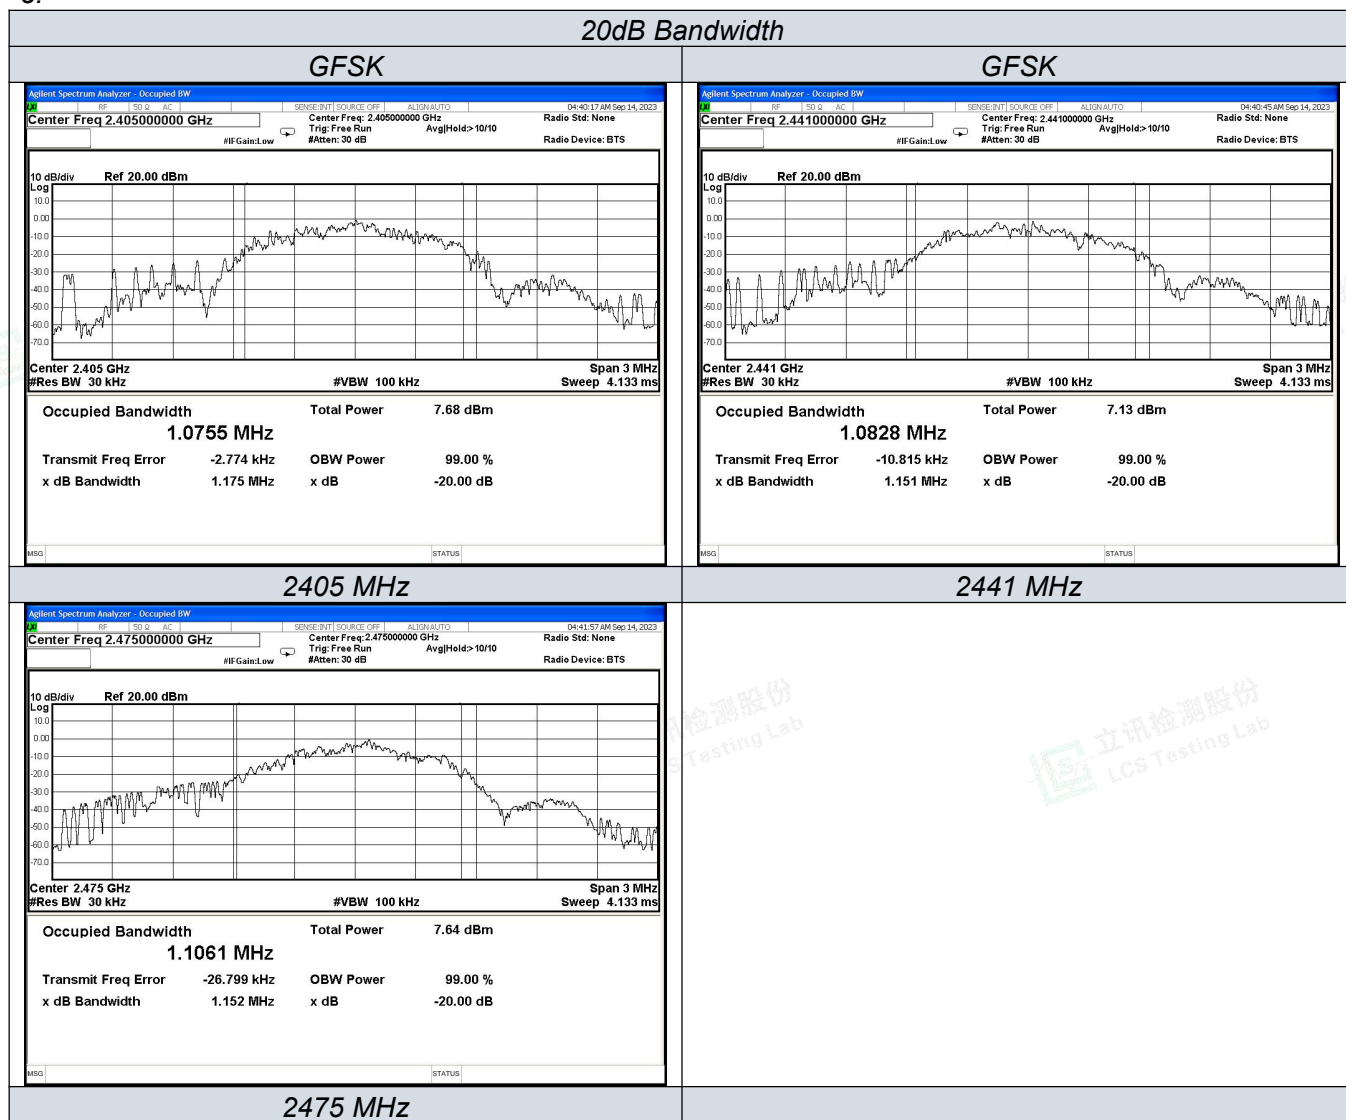 20dB Bandwidth
GFSK GFSK
Agilent Spectrum Analyzer - Occupied BW
LXI RF 50 Ω AC SENSE:INT SOURCE OFF ALIGN AUTO 04:40:17 AM Sep 14, 2023
Center Freq 2.405000000 GHz Center Freq: 2.405000000 GHz Radio Std: None
Trig: Free Run Avg|Hold:> 10/10
#IFGain:Low #Atten: 30 dB Radio Device: BTS
10 dB/div Ref 20.00 dBm
Log
10.0
0.00
-10.0
-20.0
-30.0
-40.0
-50.0
-60.0
-70.0
Center 2.405 GHz Span 3 MHz
#Res BW 30 kHz #VBW 100 kHz Sweep 4.133 ms
Occupied Bandwidth Total Power 7.68 dBm
1.0755 MHz
Transmit Freq Error -2.774 kHz OBW Power 99.00 %
x dB Bandwidth 1.175 MHz x dB -20.00 dB
MSG STATUS
Agilent Spectrum Analyzer - Occupied BW
LXI RF 50 Ω AC SENSE:INT SOURCE OFF ALIGN AUTO 04:40:45 AM Sep 14, 2023
Center Freq 2.441000000 GHz Center Freq: 2.441000000 GHz Radio Std: None
Trig: Free Run Avg|Hold:> 10/10
#IFGain:Low #Atten: 30 dB Radio Device: BTS
10 dB/div Ref 20.00 dBm
Log
10.0
0.00
-10.0
-20.0
-30.0
-40.0
-50.0
-60.0
-70.0
Center 2.441 GHz Span 3 MHz
#Res BW 30 kHz #VBW 100 kHz Sweep 4.133 ms
Occupied Bandwidth Total Power 7.13 dBm
1.0828 MHz
Transmit Freq Error -10.815 kHz OBW Power 99.00 %
x dB Bandwidth 1.151 MHz x dB -20.00 dB
MSG STATUS
2405 MHz 2441 MHz
Agilent Spectrum Analyzer - Occupied BW
LXI RF 50 Ω AC SENSE:INT SOURCE OFF ALIGN AUTO 04:41:57 AM Sep 14, 2023
Center Freq 2.475000000 GHz Center Freq: 2.475000000 GHz Radio Std: None
Trig: Free Run Avg|Hold:> 10/10
#IFGain:Low #Atten: 30 dB Radio Device: BTS
10 dB/div Ref 20.00 dBm
Log
10.0
0.00
-10.0
-20.0
-30.0
-40.0
-50.0
-60.0
-70.0
Center 2.475 GHz Span 3 MHz
#Res BW 30 kHz #VBW 100 kHz Sweep 4.133 ms
Occupied Bandwidth Total Power 7.64 dBm
1.1061 MHz
Transmit Freq Error -26.799 kHz OBW Power 99.00 %
x dB Bandwidth 1.152 MHz x dB -20.00 dB
MSG STATUS
讯检测股份
S Testing Lab
立讯检测股份
LCS Testing Lab
2475 MHz